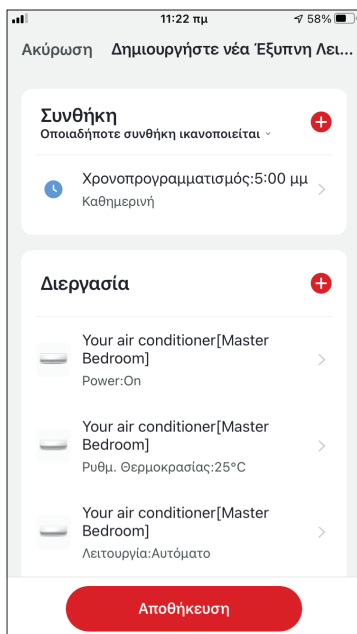 11:22 πμ
58%
Ακύρωση Δημιουργήστε νέα Έξυπνη Λει...
Συνθήκη
Οποιαδήποτε συνθήκη ικανοποιείται
Χρονοπρογραμματισμός:5:00 μμ
Καθημερινή
Διεργασία
Your air conditioner[Master
Bedroom]
Power:On
Your air conditioner[Master
Bedroom]
Ρυθμ. Θερμοκρασίας:25°C
Your air conditioner[Master
Bedroom]
Λειτουργία:Αυτόματο
Αποθήκευση